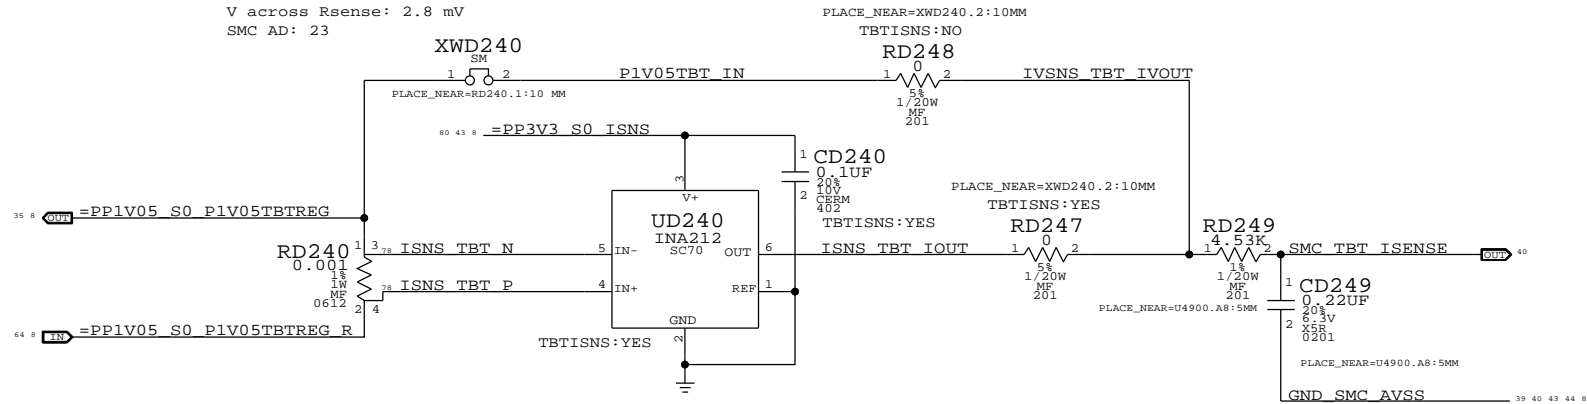 V across Rsense: 2.8 mV
SMC AD: 23
PLACE_NEAR=XWD240.2:10MM
TBTISNS:NO
XWD240
SM
1 2
P1V05TBT_IN
RD248
0
1 2
5%
1/20W
MF
201
IVSNS_TBT_IVOUT
PLACE_NEAR=RD240.1:10 MM
80 43 8
=PP3V3_S0_ISNS
1
CD240
0.1UF
20%
10V
CERM
402
2
TBTISNS:YES
PLACE_NEAR=XWD240.2:10MM
TBTISNS:YES
35 8
OUT
=PP1V05_S0_P1V05TBTREG
3
V+
UD240
INA212
SC70
RD240
0.001
1%
1W
MF
0612
1 3
2 4
78
ISNS_TBT_N
5
IN-
OUT
6
ISNS_TBT_IOUT
RD247
0
1 2
5%
1/20W
MF
201
RD249
4.53K
1 2
1%
1/20W
MF
201
SMC_TBT_ISENSE
OUT
40
78
ISNS_TBT_P
4
IN+
REF
1
GND
2
TBTISNS:YES
PLACE_NEAR=U4900.A8:5MM
1
CD249
0.22UF
20%
6.3V
X5R
0201
2
64 8
IN
=PP1V05_S0_P1V05TBTREG_R
PLACE_NEAR=U4900.A8:5MM
GND_SMC_AVSS
39 40 43 44 8